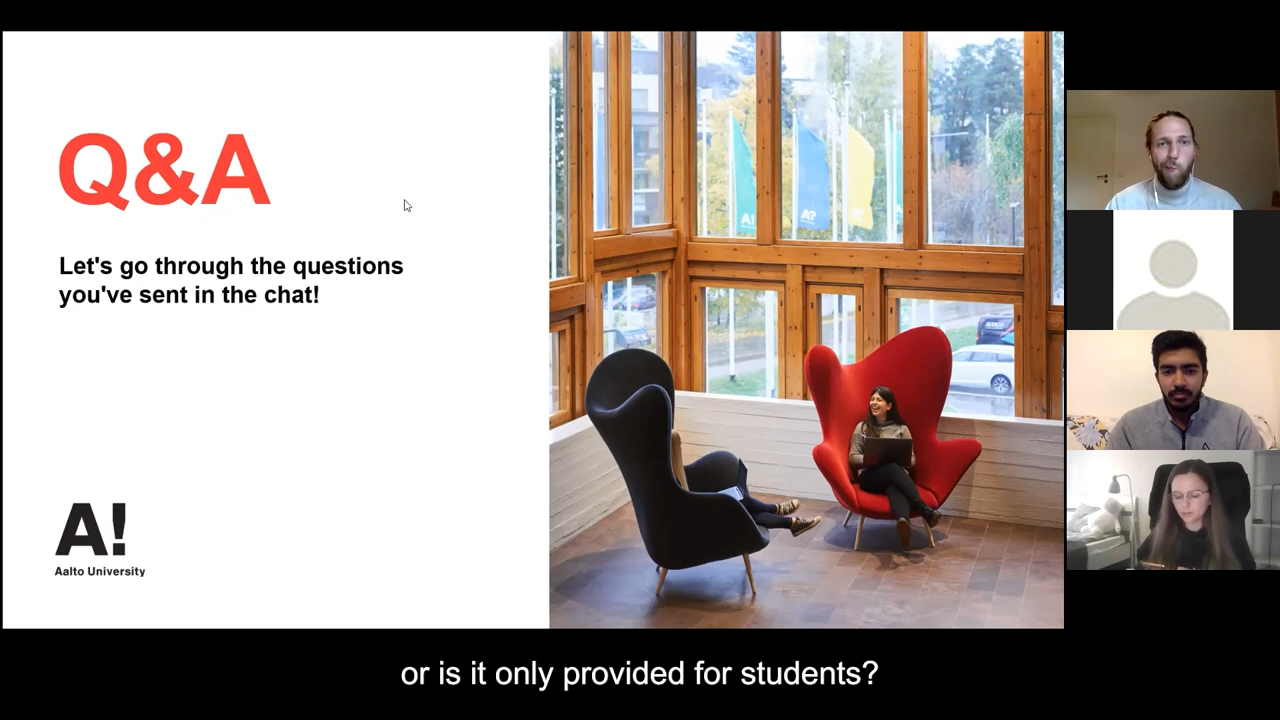 Q&A
Let's go through the questions
you've sent in the chat!
A!
Aalto University
A!
A?
or is it only provided for students?